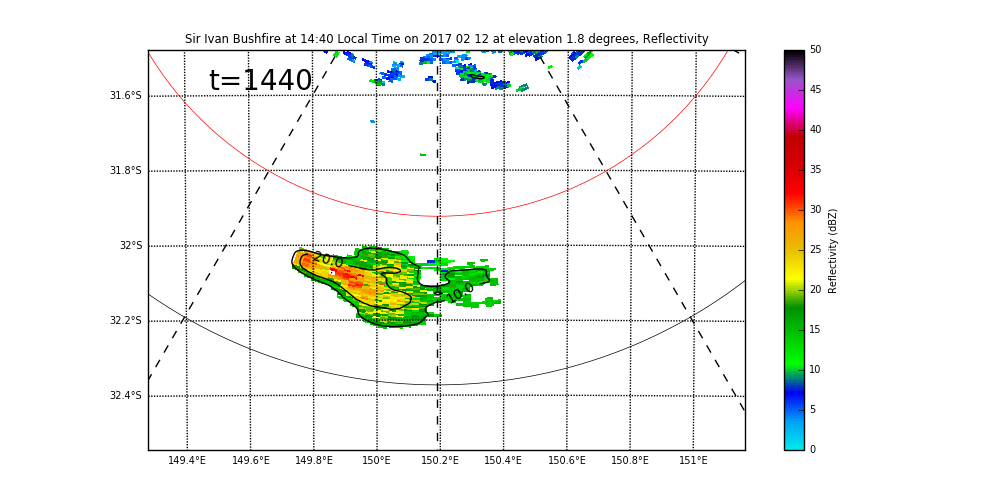 Sir Ivan Bushfire at 14:40 Local Time on 2017 02 12 at elevation 1.8 degrees, Reflectivity
t=1440
31.6°S
31.8°S
32°S
32.2°S
32.4°S
20.0
10.0
149.4°E 149.6°E 149.8°E 150°E 150.2°E 150.4°E 150.6°E 150.8°E 151°E
50
45
40
35
30
25
20
15
10
5
0
Reflectivity (dBZ)